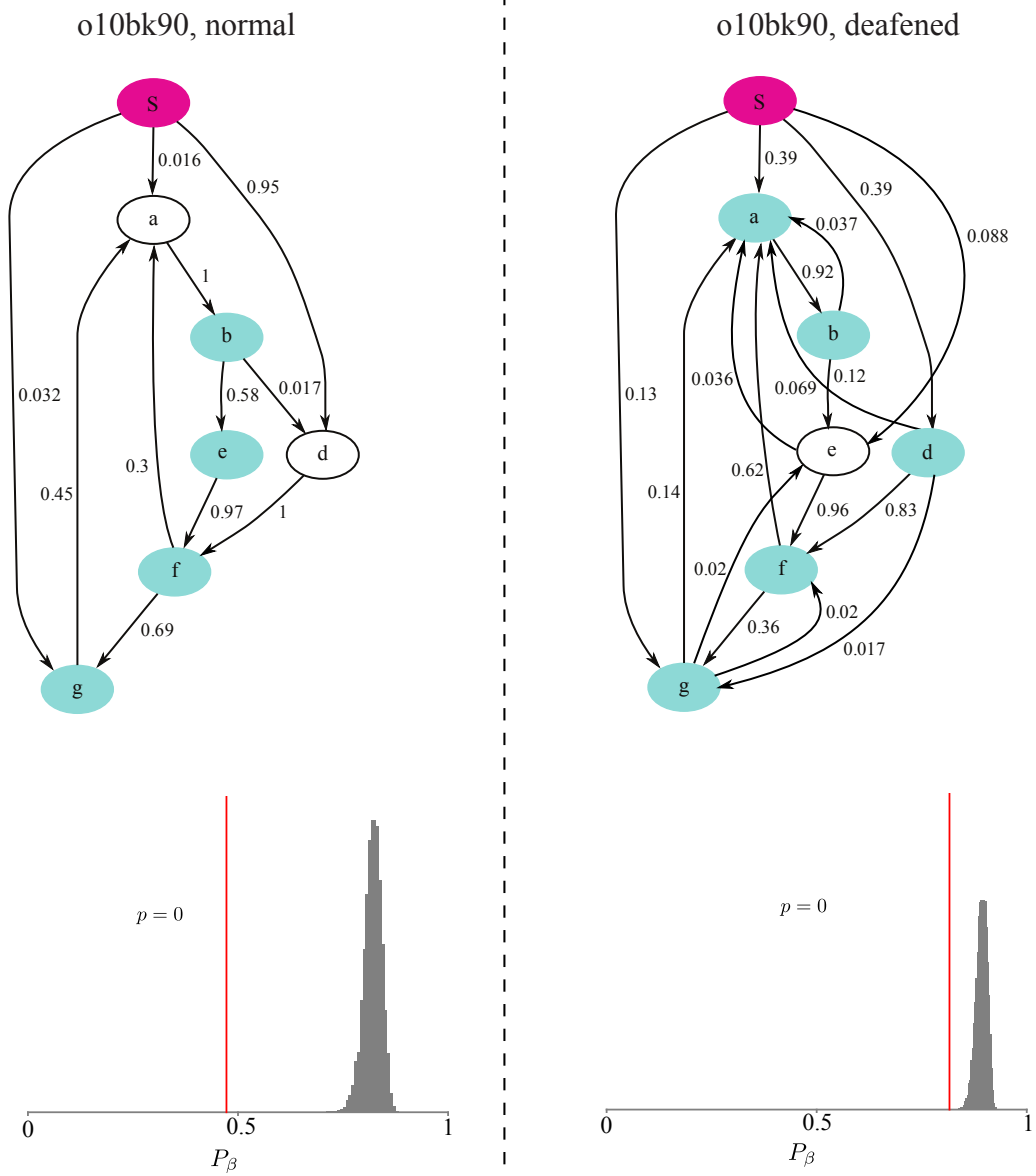 o10bk90, normal
S
0.016
0.95
a
1
b
0.032
0.58
0.017
e
d
0.3
0.45
0.97
1
f
0.69
g
p = 0
0
0.5
1
P_β
o10bk90, deafened
S
0.39
0.39
a
0.037
0.088
0.92
b
0.13
0.036
0.069
0.12
e
d
0.62
0.14
0.96
0.83
f
0.02
0.02
0.36
0.017
g
p = 0
0
0.5
1
P_β